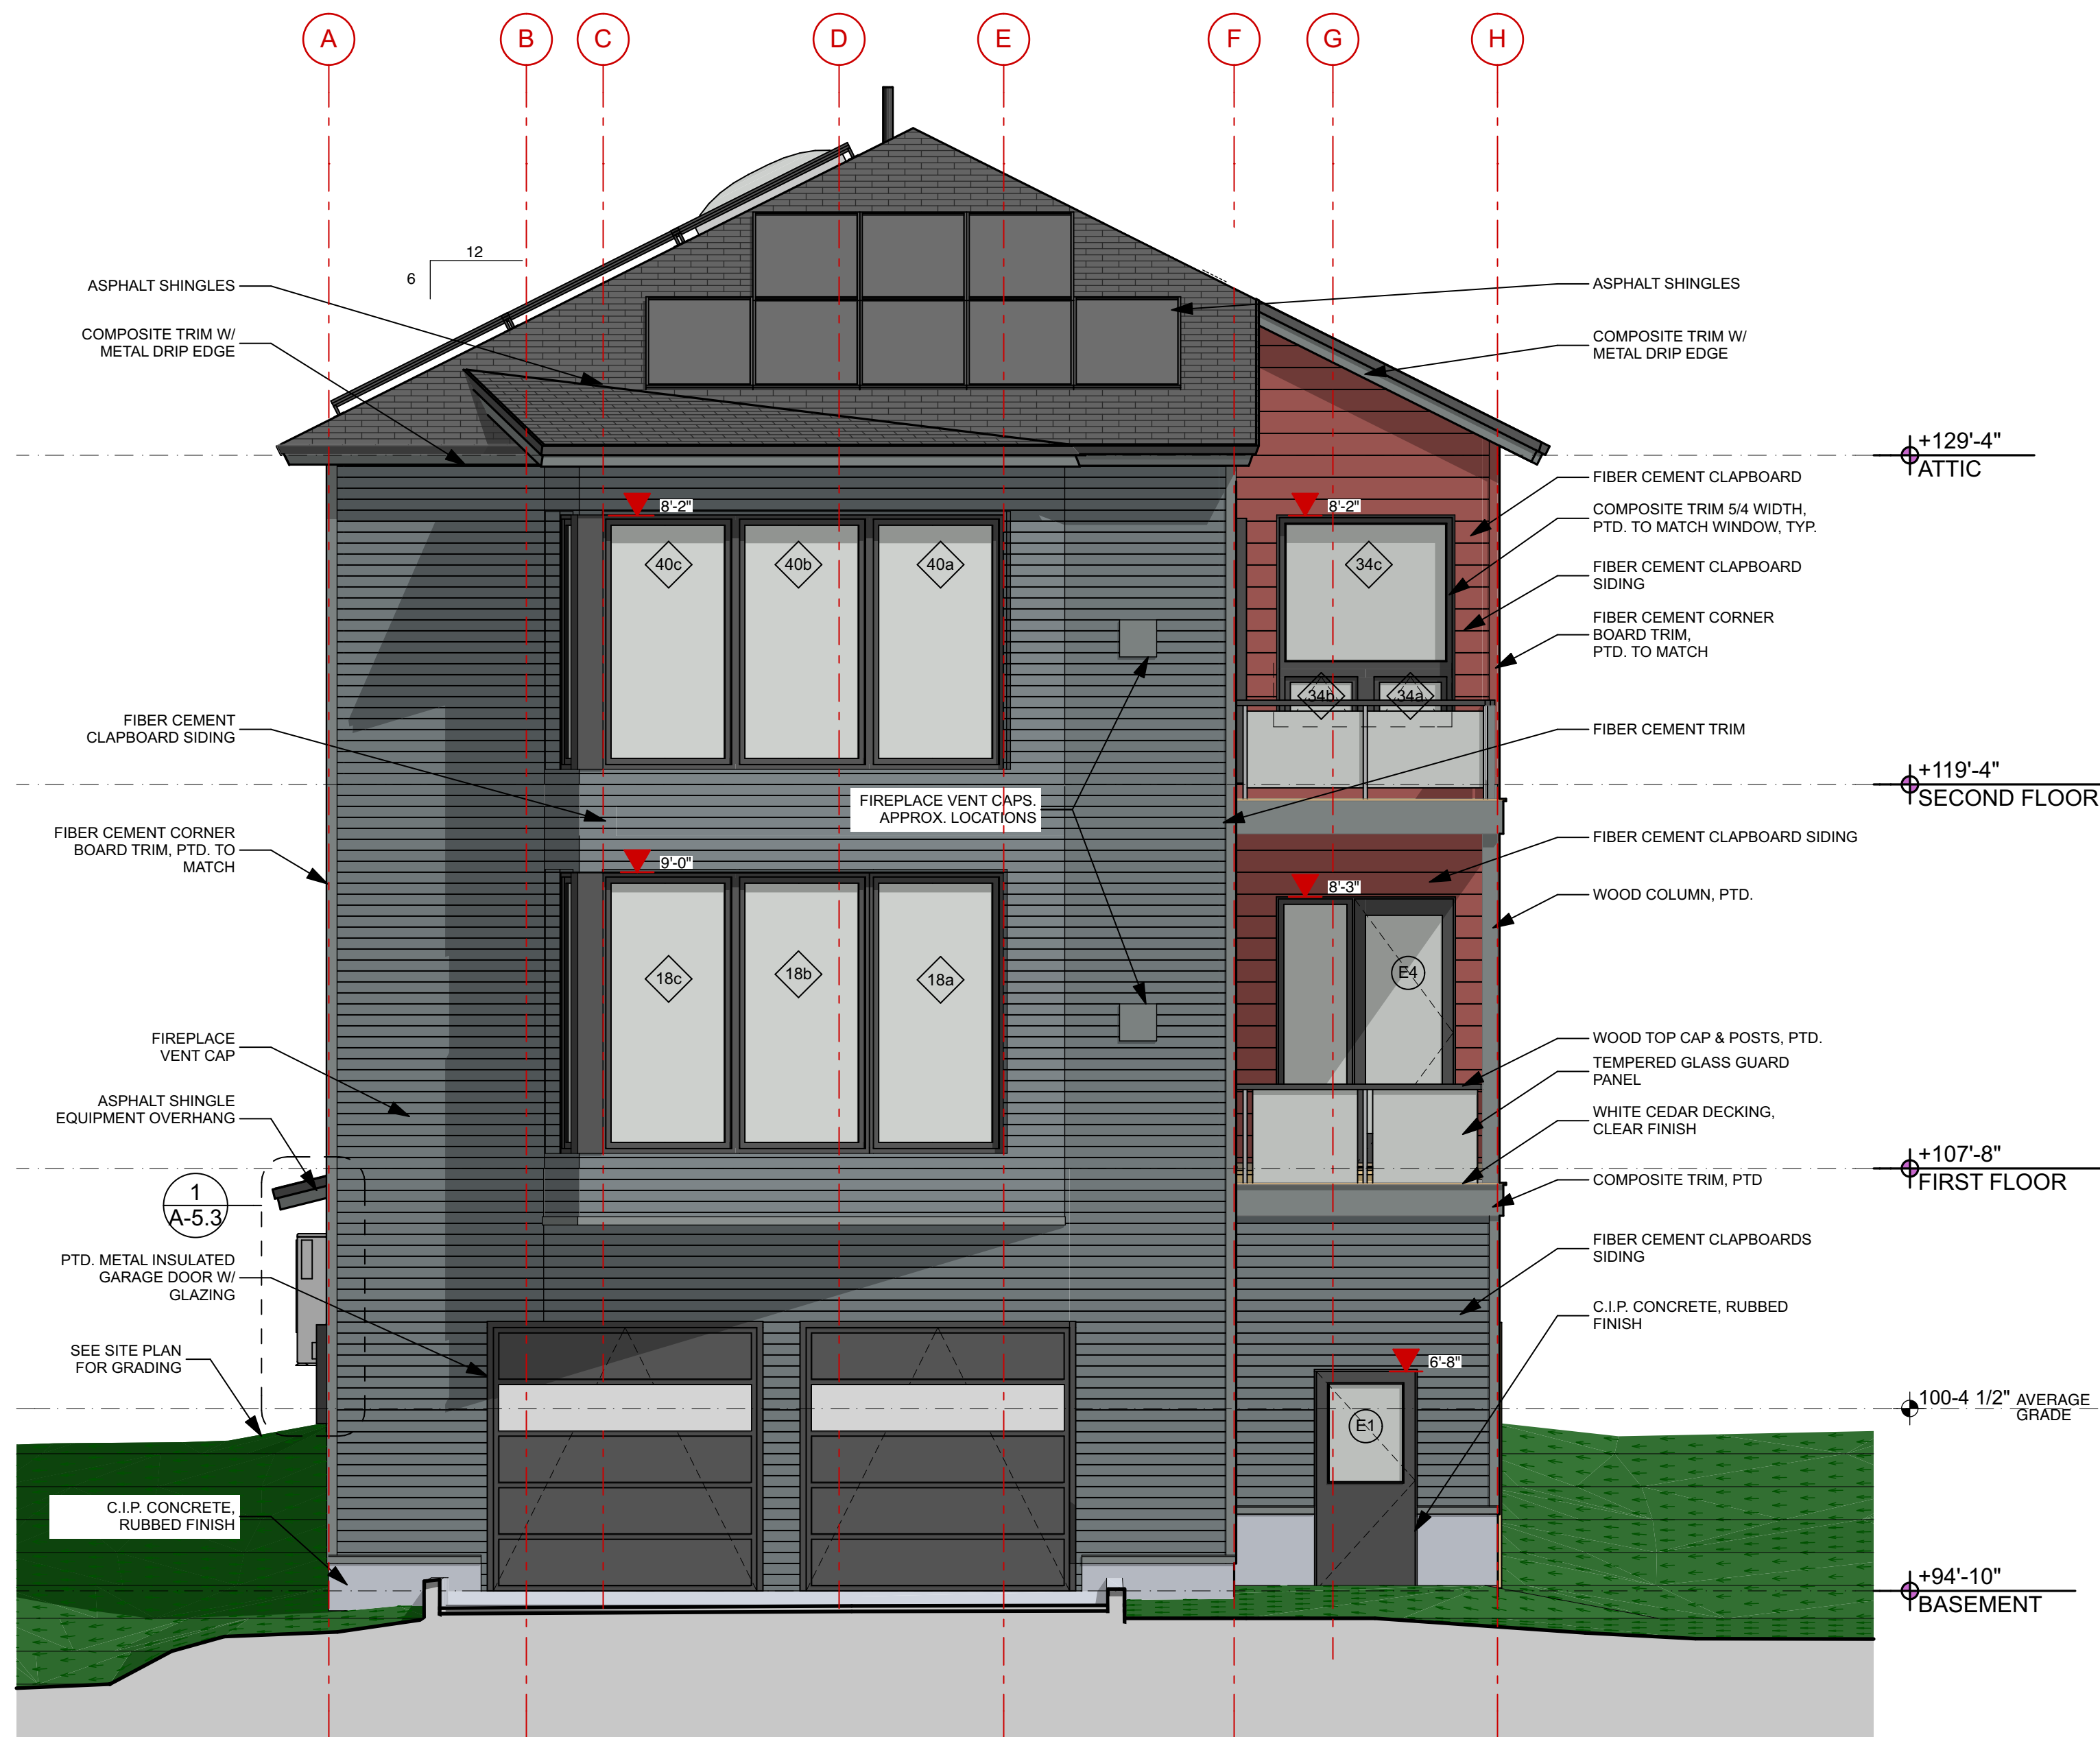 A B C D E F G H
12
6
ASPHALT SHINGLES
COMPOSITE TRIM W/
METAL DRIP EDGE
FIBER CEMENT
CLAPBOARD SIDING
FIBER CEMENT CORNER
BOARD TRIM, PTD. TO
MATCH
FIREPLACE
VENT CAP
ASPHALT SHINGLE
EQUIPMENT OVERHANG
1
A-5.3
PTD. METAL INSULATED
GARAGE DOOR W/
GLAZING
SEE SITE PLAN
FOR GRADING
C.I.P. CONCRETE,
RUBBED FINISH
8'-2"
40c 40b 40a
FIREPLACE VENT CAPS.
APPROX. LOCATIONS
9'-0"
18c 18b 18a
8'-2"
34c
34b 34a
8'-3"
E4
6'-8"
E1
ASPHALT SHINGLES
COMPOSITE TRIM W/
METAL DRIP EDGE
FIBER CEMENT CLAPBOARD
COMPOSITE TRIM 5/4 WIDTH,
PTD. TO MATCH WINDOW, TYP.
FIBER CEMENT CLAPBOARD
SIDING
FIBER CEMENT CORNER
BOARD TRIM,
PTD. TO MATCH
FIBER CEMENT TRIM
FIBER CEMENT CLAPBOARD SIDING
WOOD COLUMN, PTD.
WOOD TOP CAP & POSTS, PTD.
TEMPERED GLASS GUARD
PANEL
WHITE CEDAR DECKING,
CLEAR FINISH
COMPOSITE TRIM, PTD
FIBER CEMENT CLAPBOARDS
SIDING
C.I.P. CONCRETE, RUBBED
FINISH
+129'-4"
ATTIC
+119'-4"
SECOND FLOOR
+107'-8"
FIRST FLOOR
100-4 1/2" AVERAGE
GRADE
+94'-10"
BASEMENT